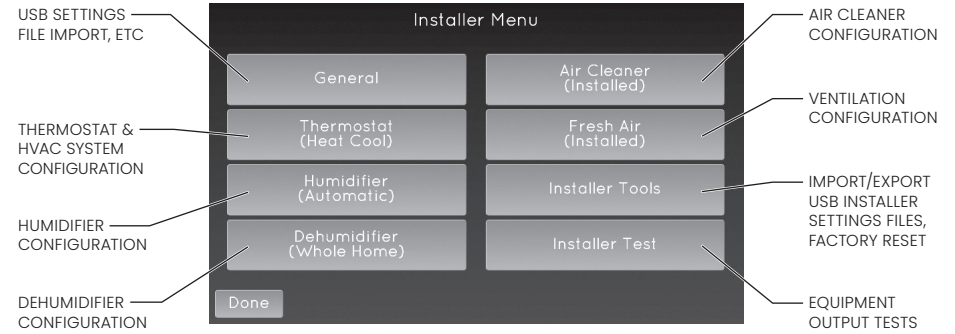 USB SETTINGS
FILE IMPORT, ETC
THERMOSTAT &
HVAC SYSTEM
CONFIGURATION
HUMIDIFIER
CONFIGURATION
DEHUMIDIFIER
CONFIGURATION
Installer Menu
General
Air Cleaner
(Installed)
Thermostat
(Heat Cool)
Fresh Air
(Installed)
Humidifier
(Automatic)
Installer Tools
Dehumidifier
(Whole Home)
Installer Test
Done
AIR CLEANER
CONFIGURATION
VENTILATION
CONFIGURATION
IMPORT/EXPORT
USB INSTALLER
SETTINGS FILES,
FACTORY RESET
EQUIPMENT
OUTPUT TESTS